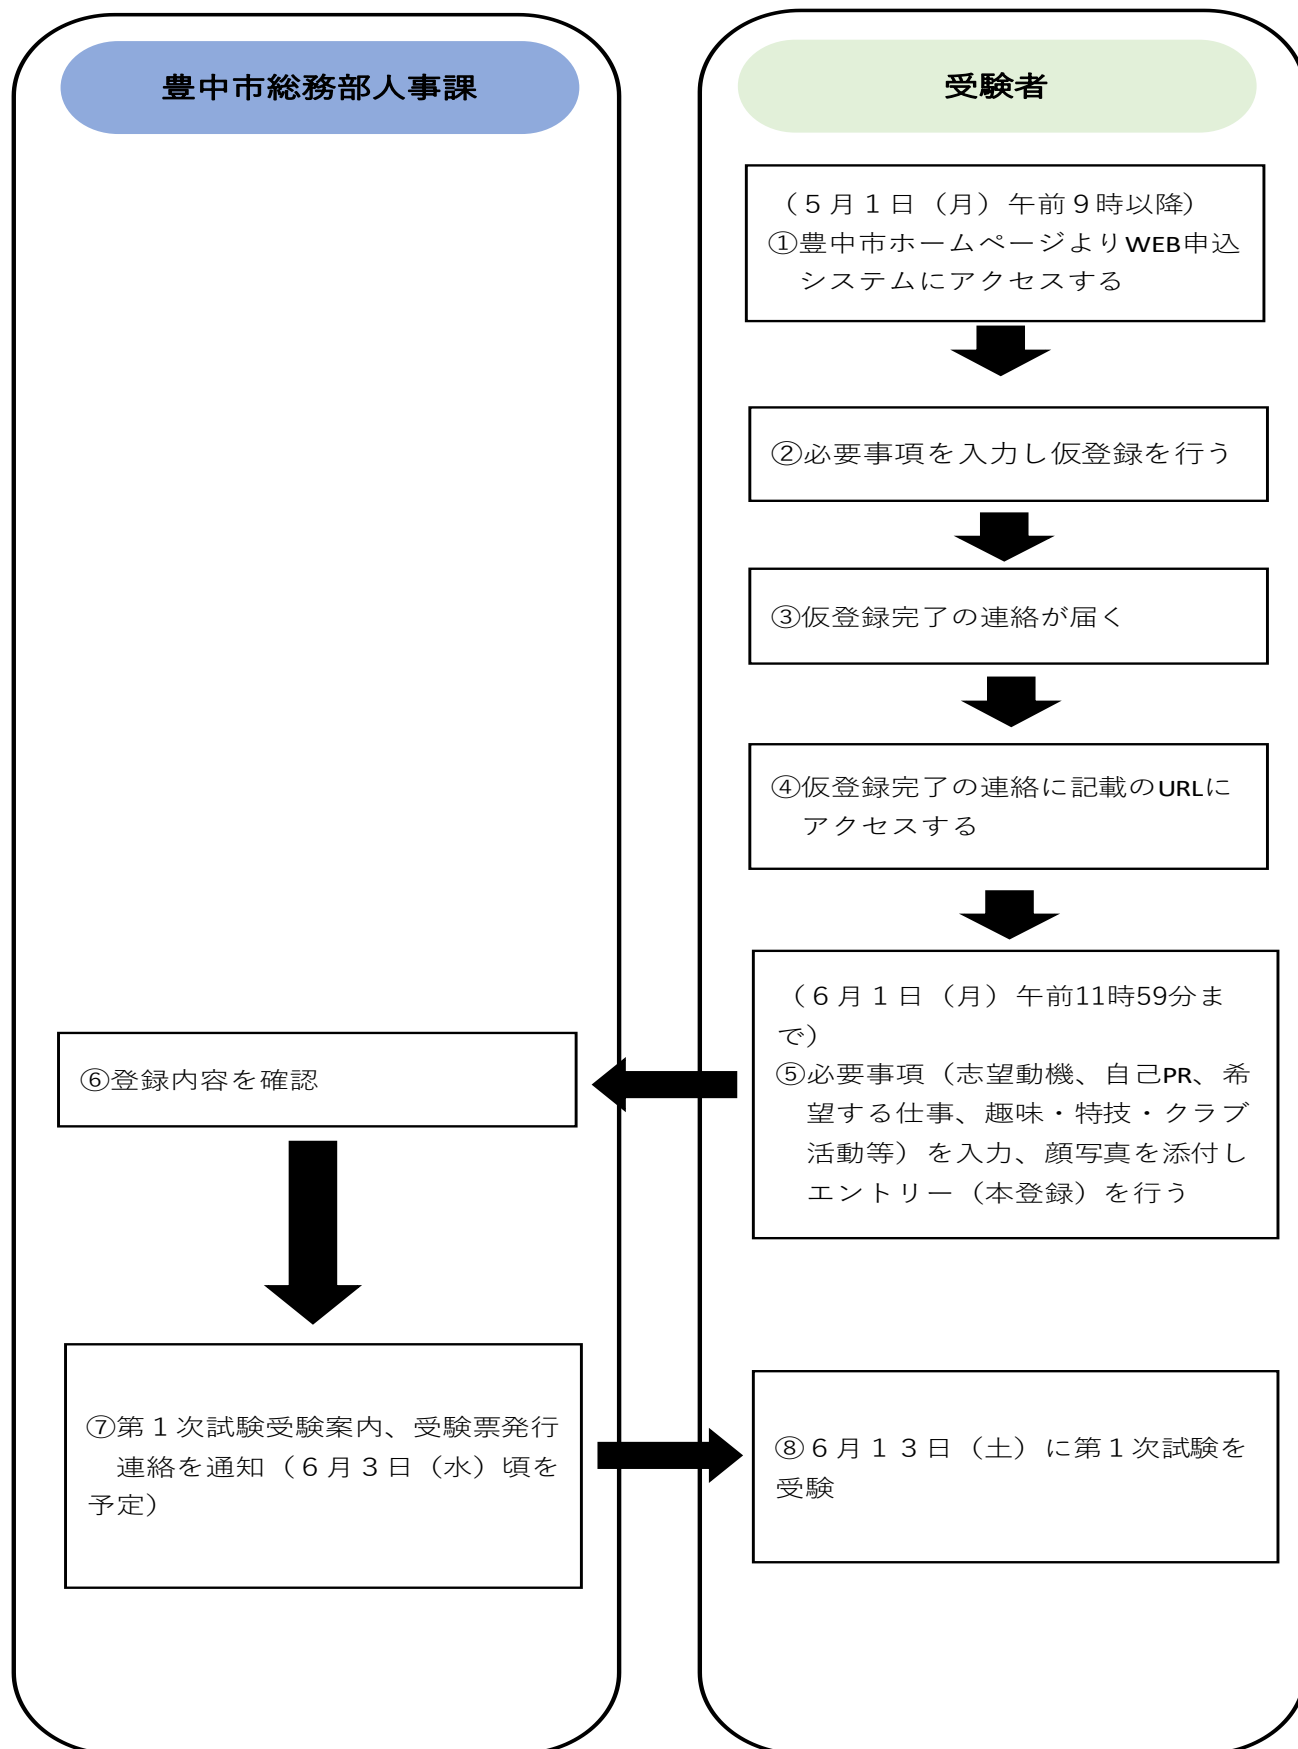 豊中市総務部人事課
受験者
（５月１日（月）午前９時以降）
①豊中市ホームページよりWEB申込
システムにアクセスする
②必要事項を入力し仮登録を行う
③仮登録完了の連絡が届く
④仮登録完了の連絡に記載のURLに
アクセスする
（６月１日（月）午前11時59分ま
で）
⑤必要事項（志望動機、自己PR、希
望する仕事、趣味・特技・クラブ
活動等）を入力、顔写真を添付し
エントリー（本登録）を行う
⑥登録内容を確認
⑦第１次試験受験案内、受験票発行
連絡を通知（６月３日（水）頃を
予定）
⑧６月１３日（土）に第１次試験を
受験